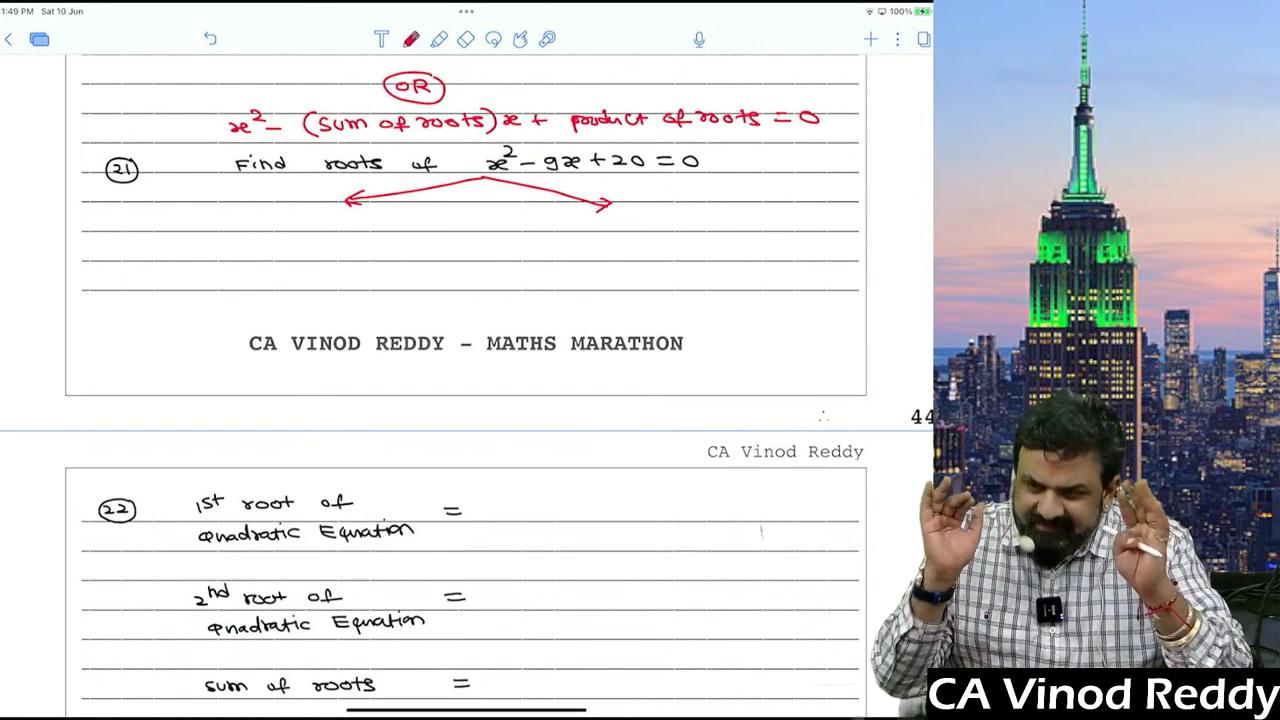 1:49 PM Sat 10 Jun
100%
OR
x² - (sum of roots) x + product of roots = 0
21 Find roots of x² - 9x + 20 = 0
CA VINOD REDDY - MATHS MARATHON
44
CA Vinod Reddy
22 1st root of
Quadratic Equation =
2nd root of =
Quadratic Equation
sum of roots =
CA Vinod Reddy